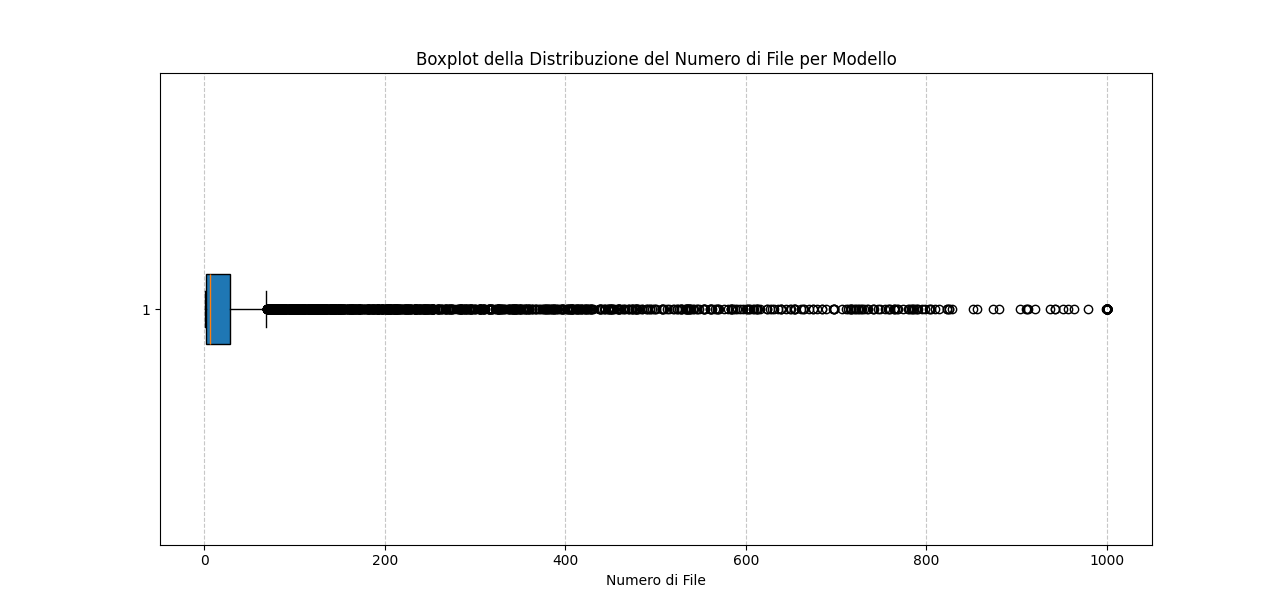 Boxplot della Distribuzione del Numero di File per Modello
1
0 200 400 600 800 1000
Numero di File